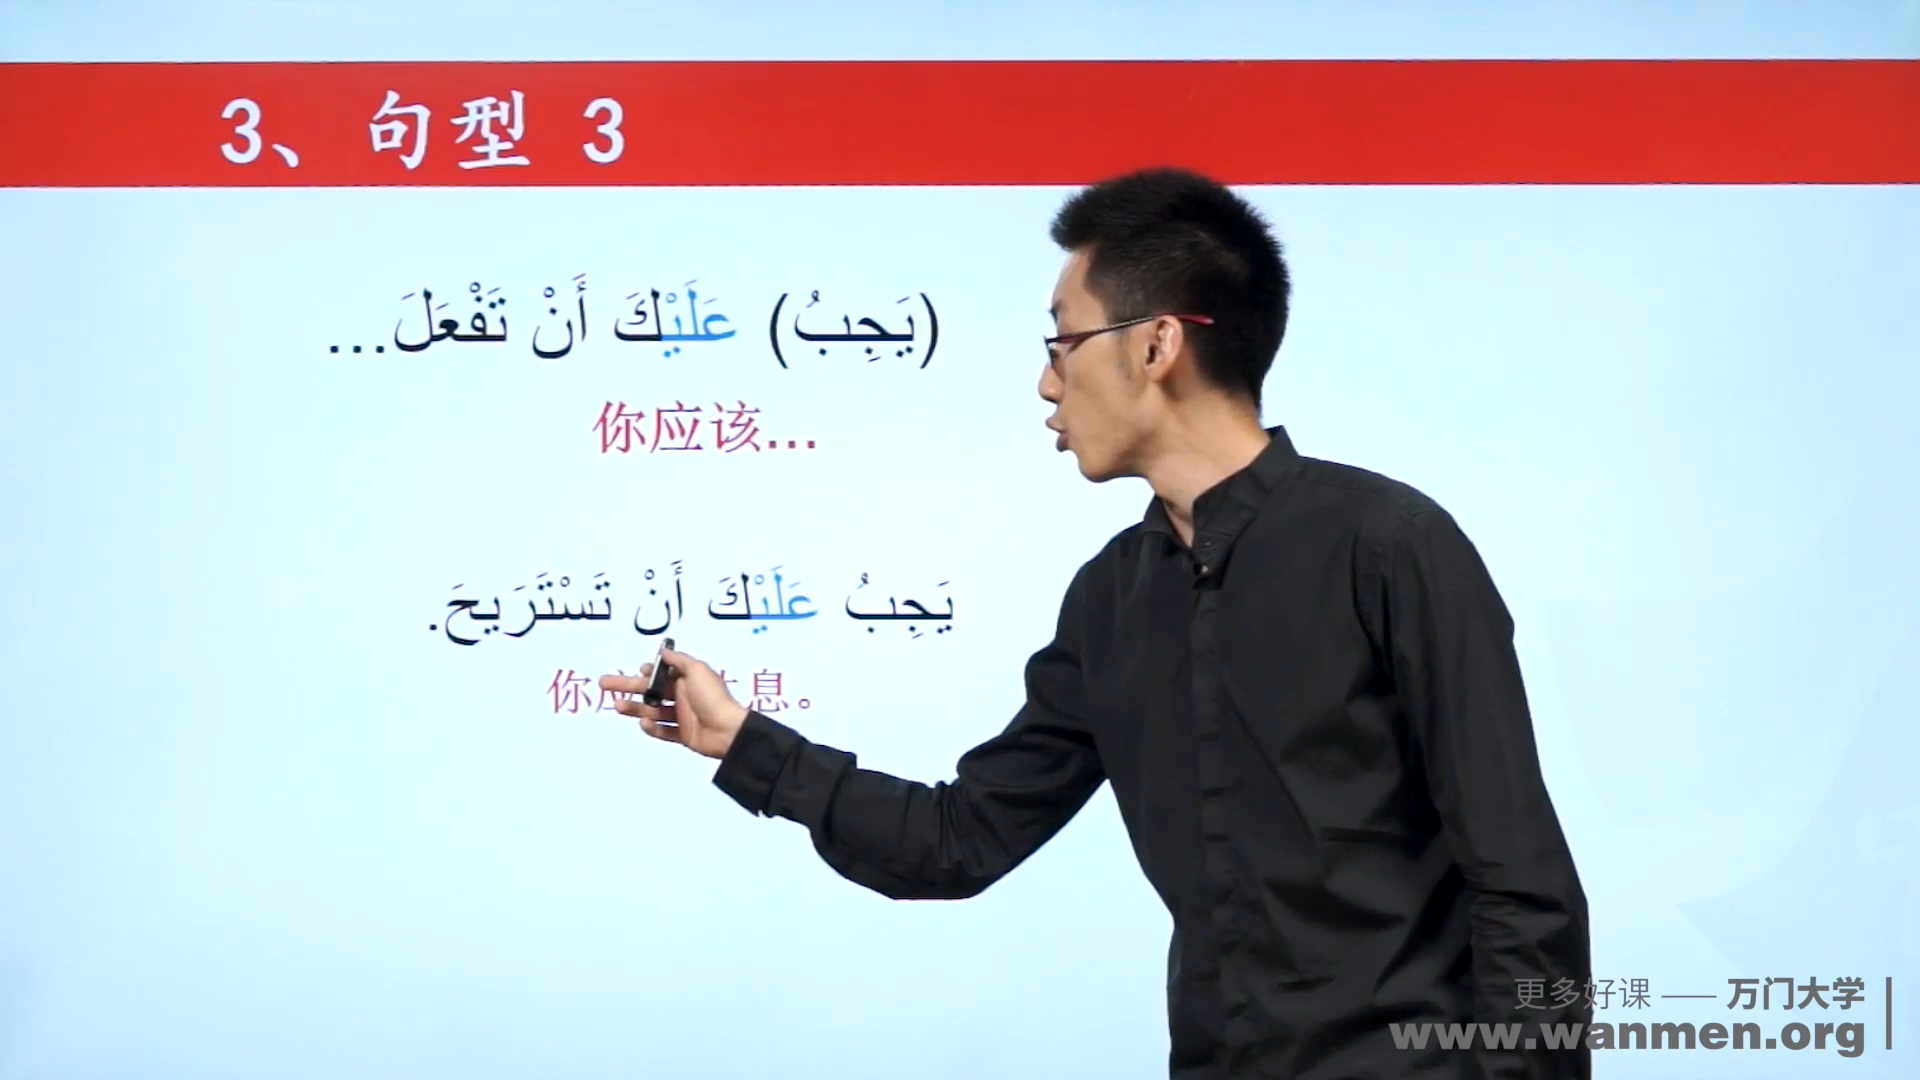 3、句型 3
(يَجِبُ) عَلَيْكَ أَنْ تَفْعَلَ...
你应该...
يَجِبُ عَلَيْكَ أَنْ تَسْتَرِيحَ.
你应 息。
更多好课 —— 万门大学
www.wanmen.org